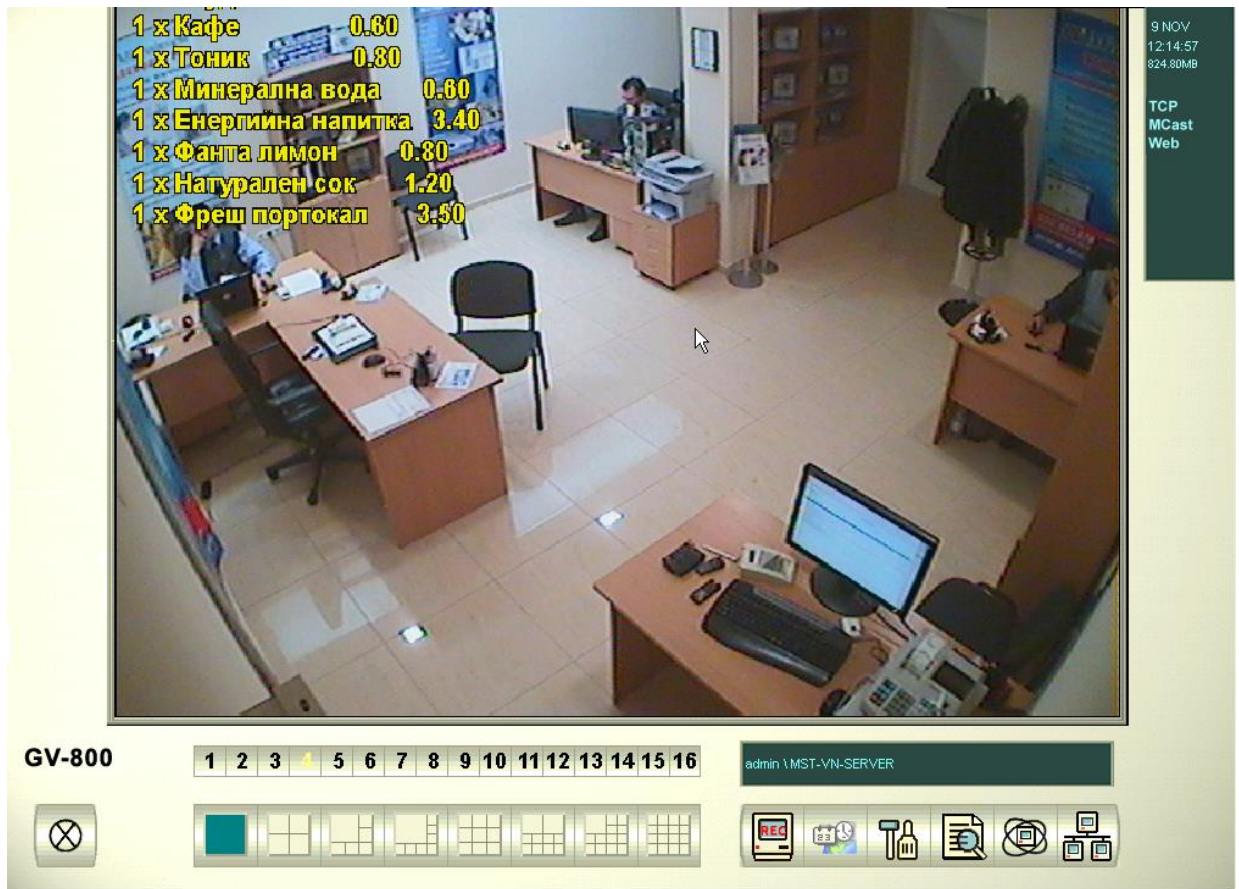 1 x Кафе 0.60
1 x Тоник 0.80
1 x Минерална вода 0.60
1 x Енергийна напитка 3.40
1 x Фанта лимон 0.80
1 x Натурален сок 1.20
1 x Фреш портокал 3.50
9 NOV
12:14:57
824.80MB
TCP
MCast
Web
GV-800
1 2 3 4 5 6 7 8 9 10 11 12 13 14 15 16
admin \ MST-VN-SERVER
REC
23